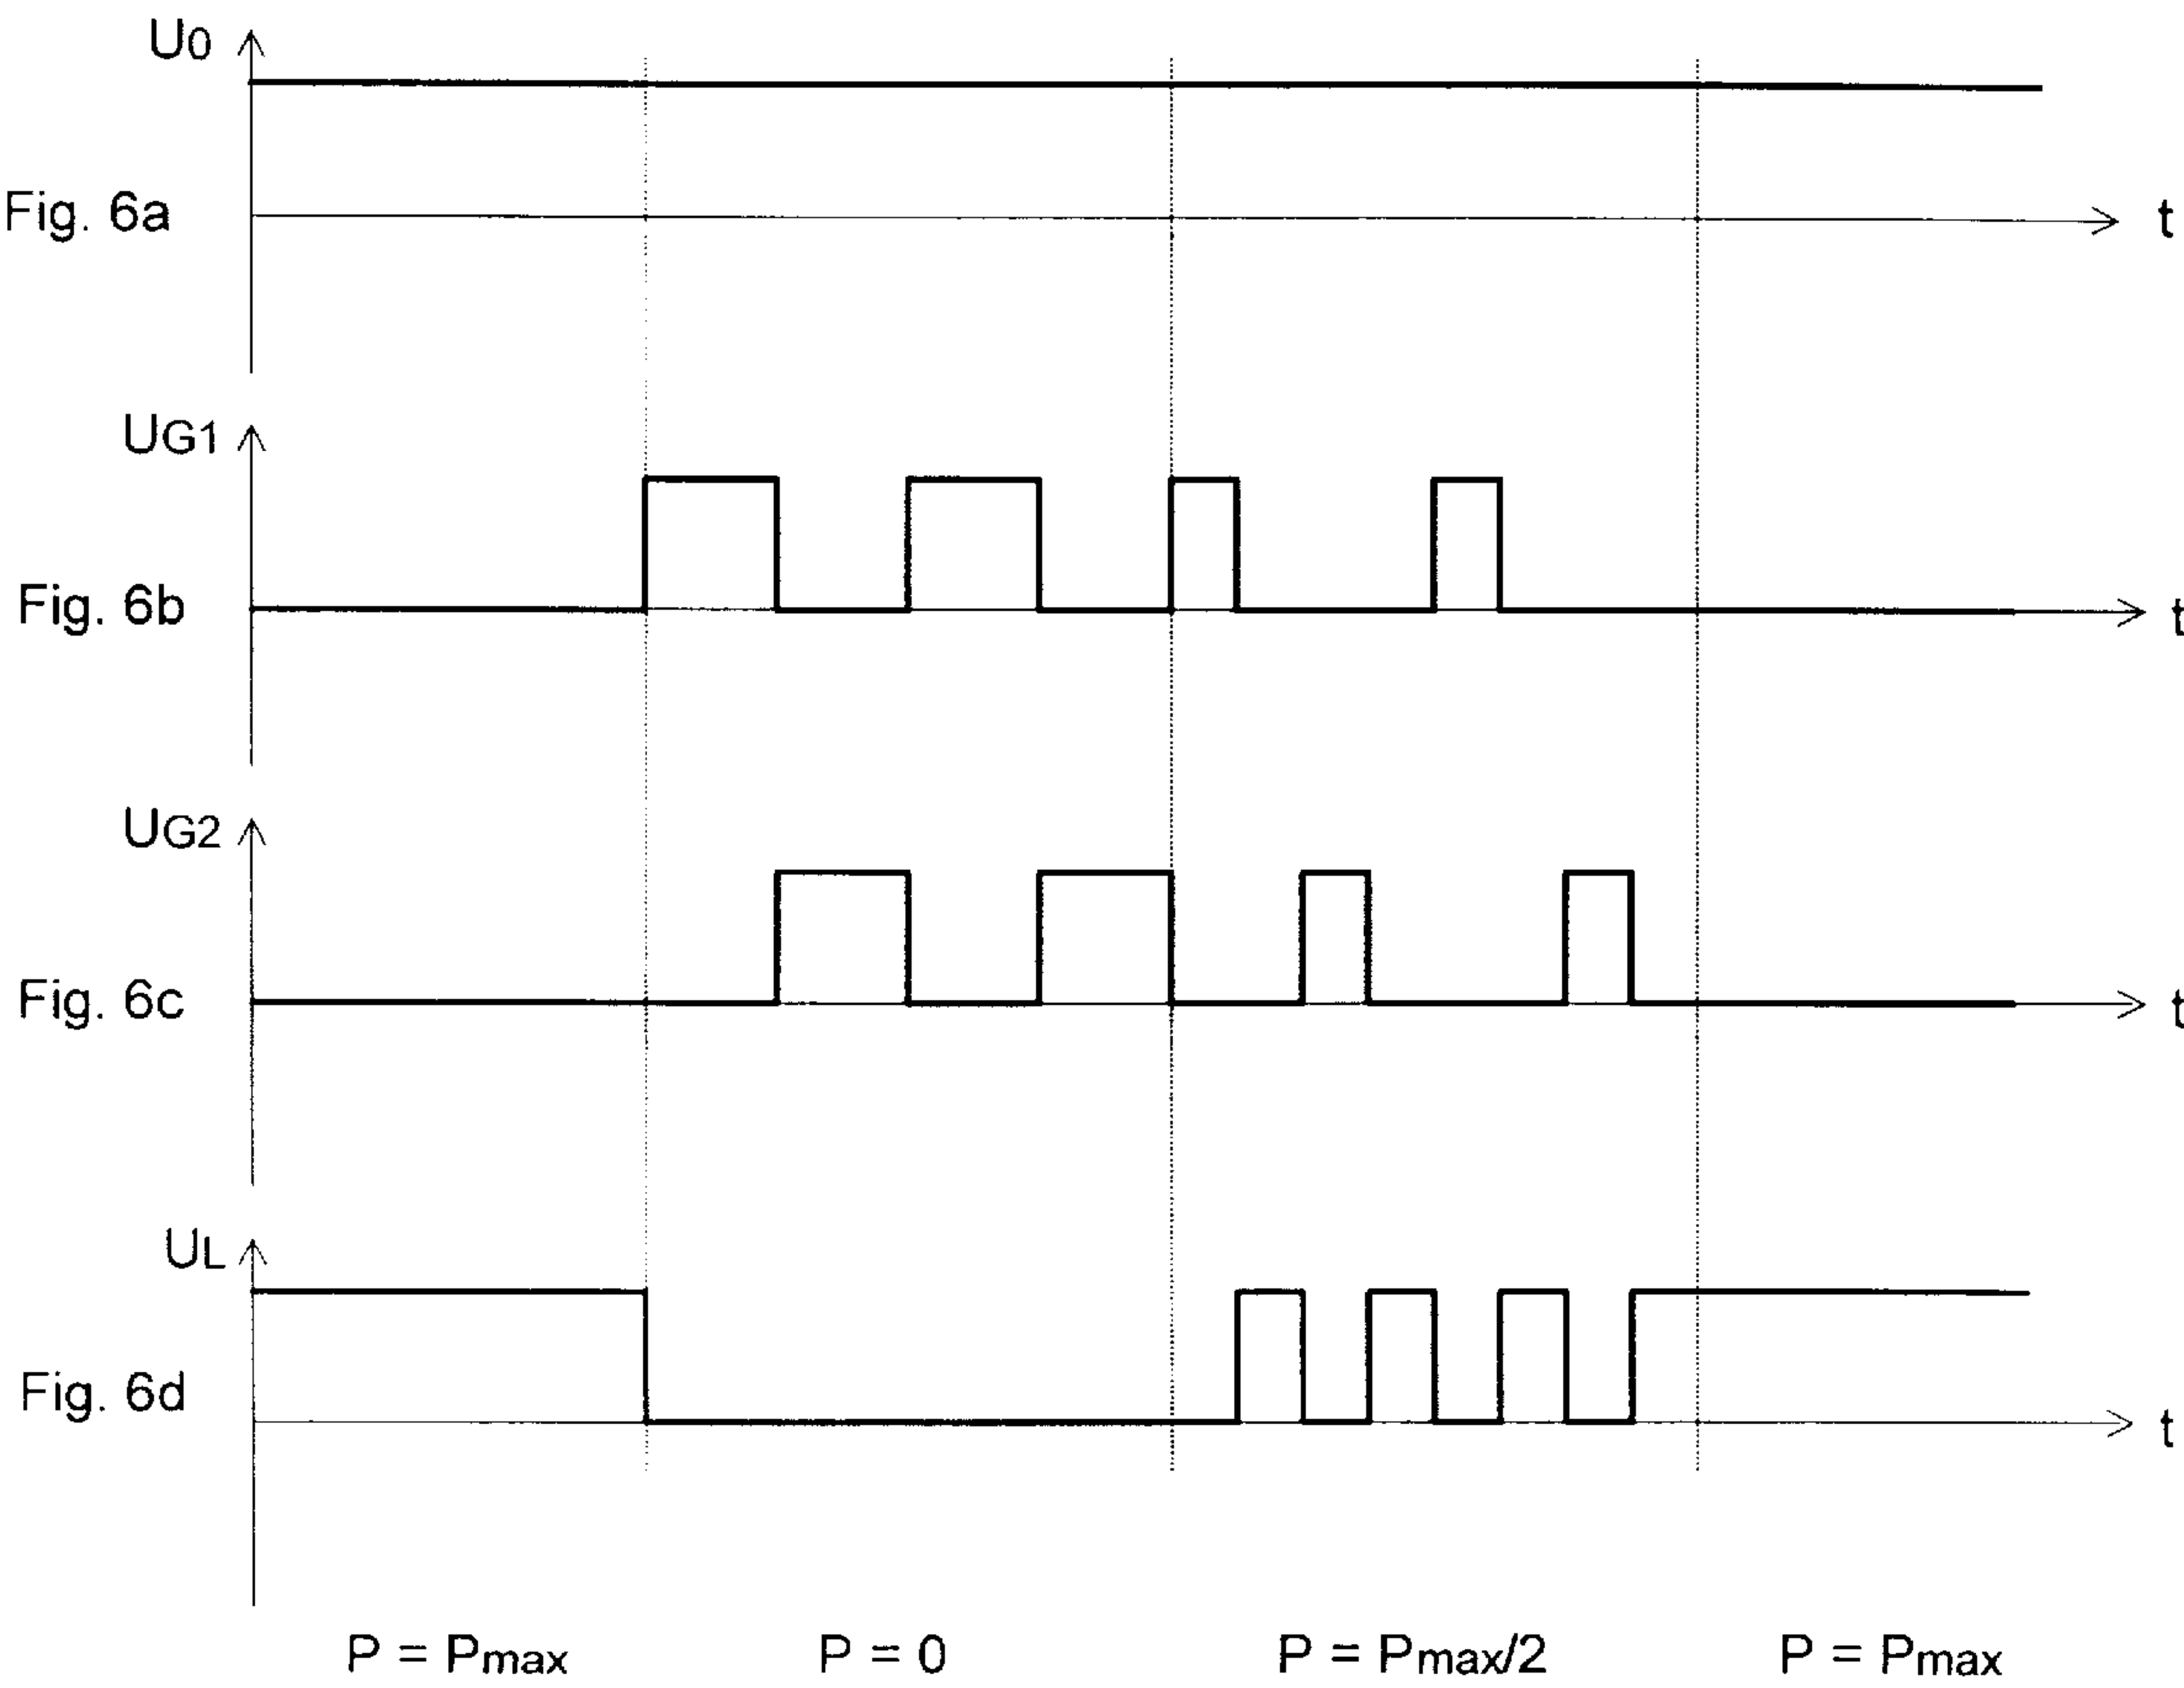 U0
Fig. 6a
t
UG1
Fig. 6b
t
UG2
Fig. 6c
t
UL
Fig. 6d
t
P = Pmax P = 0 P = Pmax/2 P = Pmax